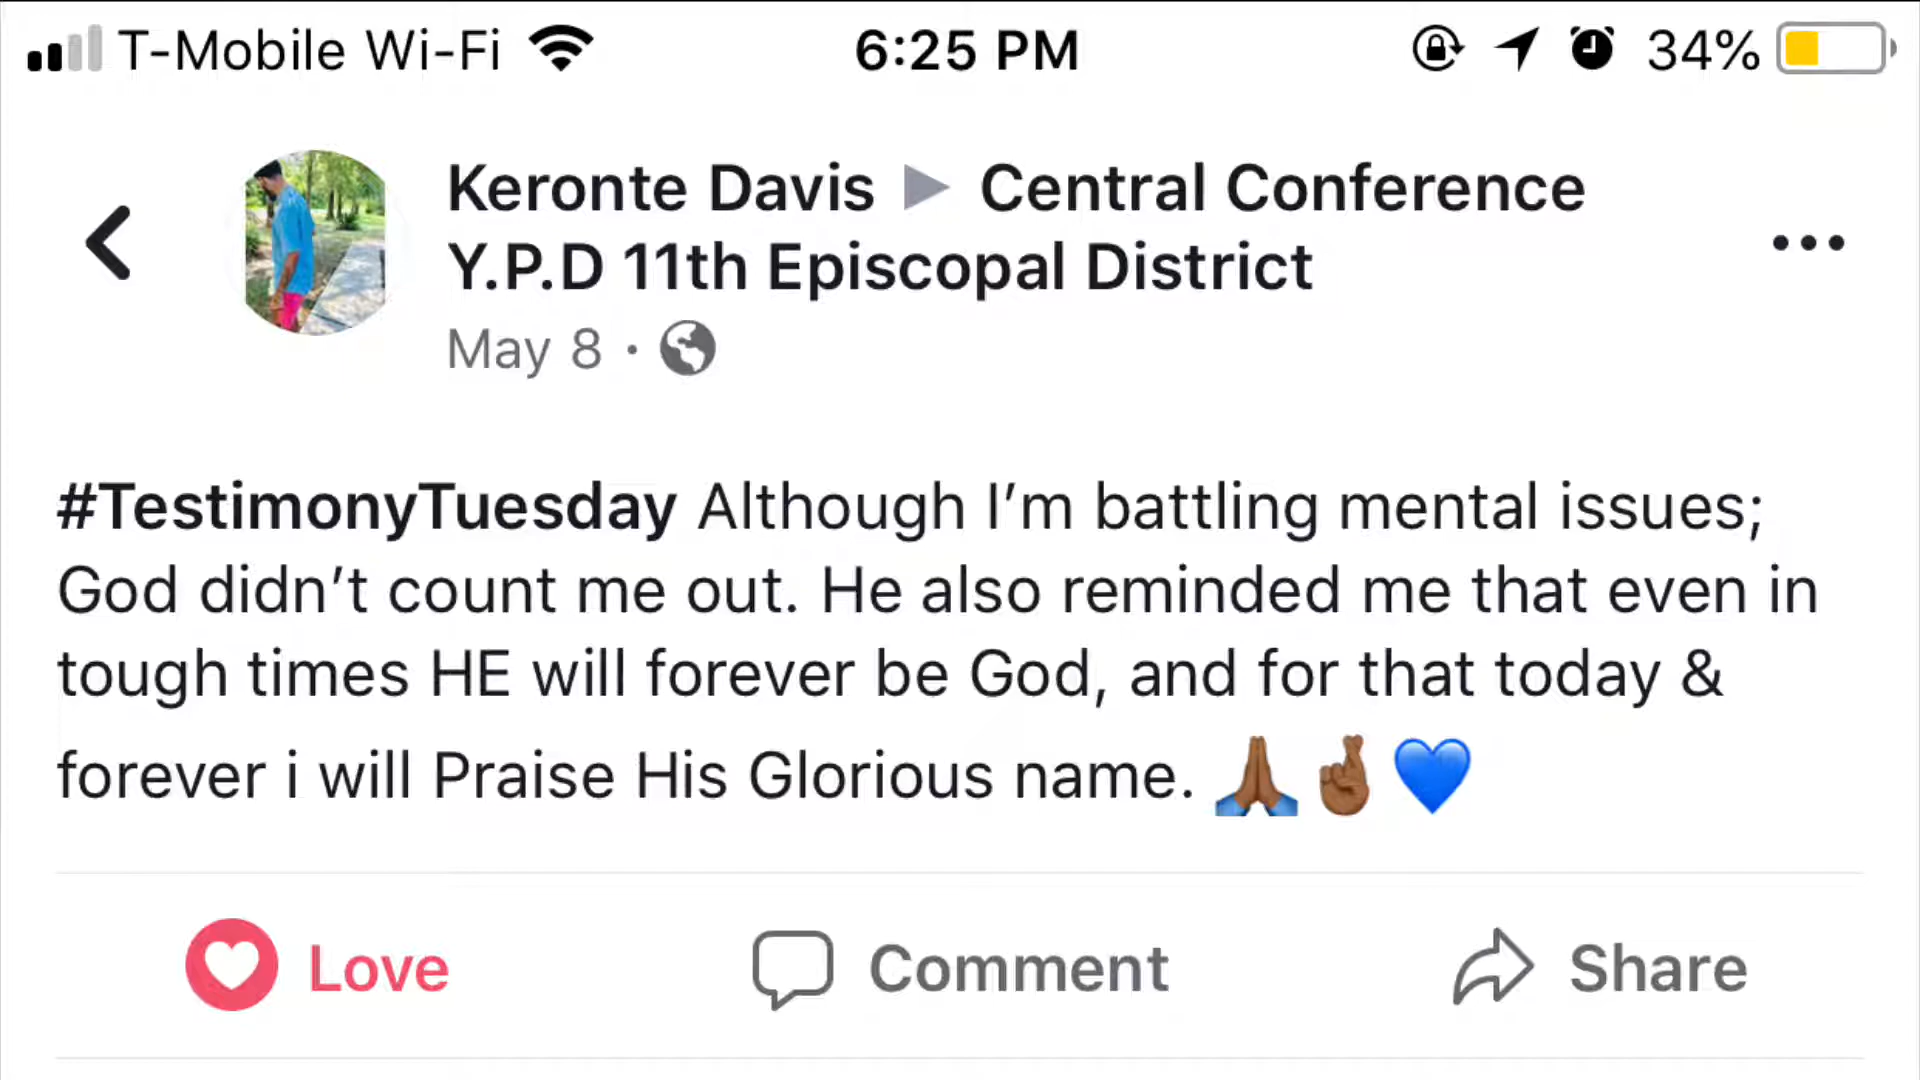 T-Mobile Wi-Fi 6:25 PM 34%
Keronte Davis ▶ Central Conference
Y.P.D 11th Episcopal District
May 8 ·
#TestimonyTuesday Although I’m battling mental issues;
God didn’t count me out. He also reminded me that even in
tough times HE will forever be God, and for that today &
forever i will Praise His Glorious name. 🙏🏾🤞🏾💙
Love Comment Share